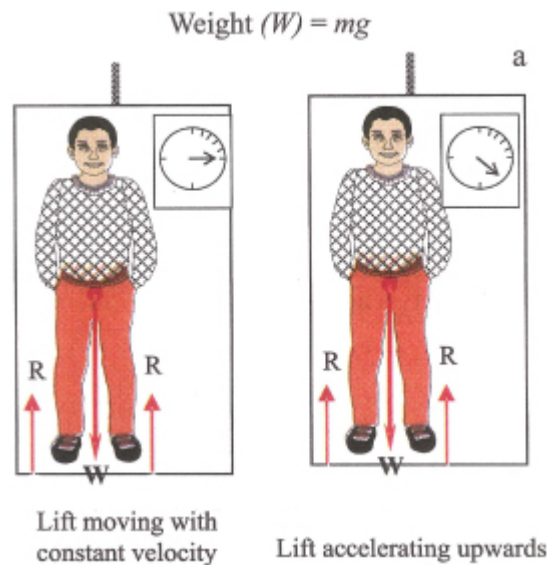 Weight (W) = mg
a
R
R
W
R
R
W
Lift moving with
constant velocity
Lift accelerating upwards